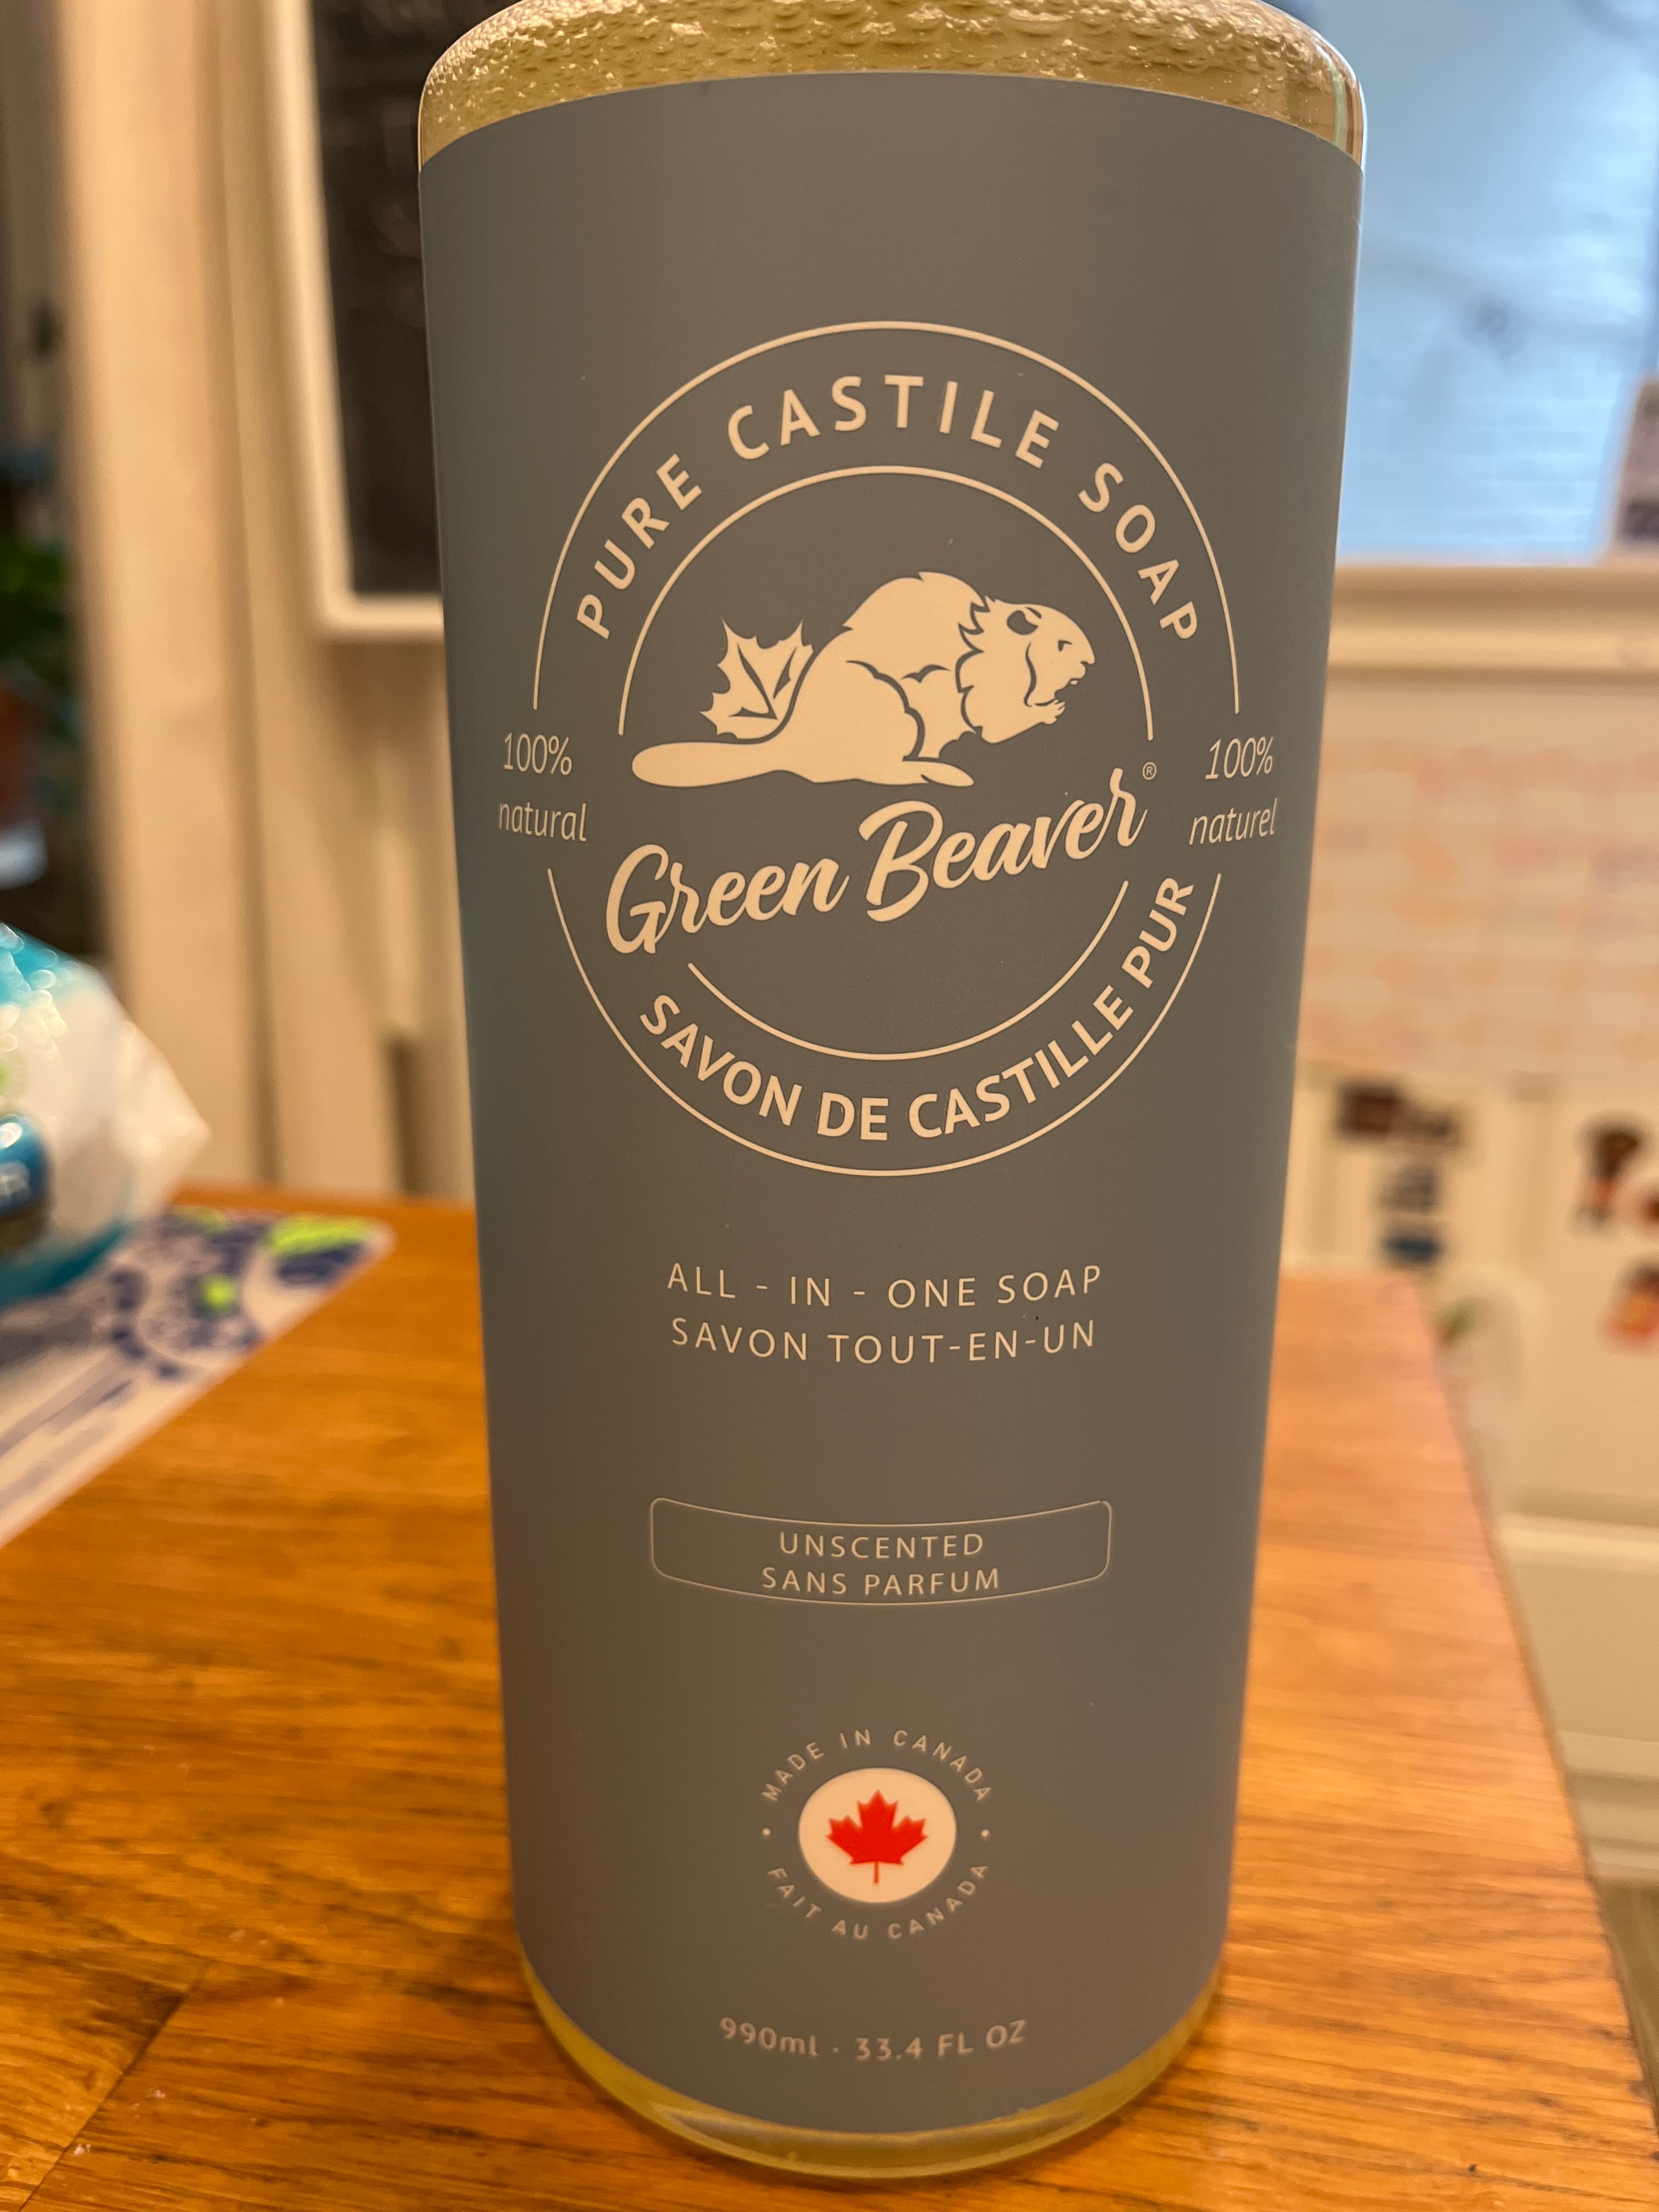 PURE CASTILE SOAP
100%
natural
Green Beaver®
100%
naturel
SAVON DE CASTILLE PUR
ALL - IN - ONE SOAP
SAVON TOUT-EN-UN
UNSCENTED
SANS PARFUM
MADE IN CANADA
FAIT AU CANADA
990ml · 33.4 FL OZ